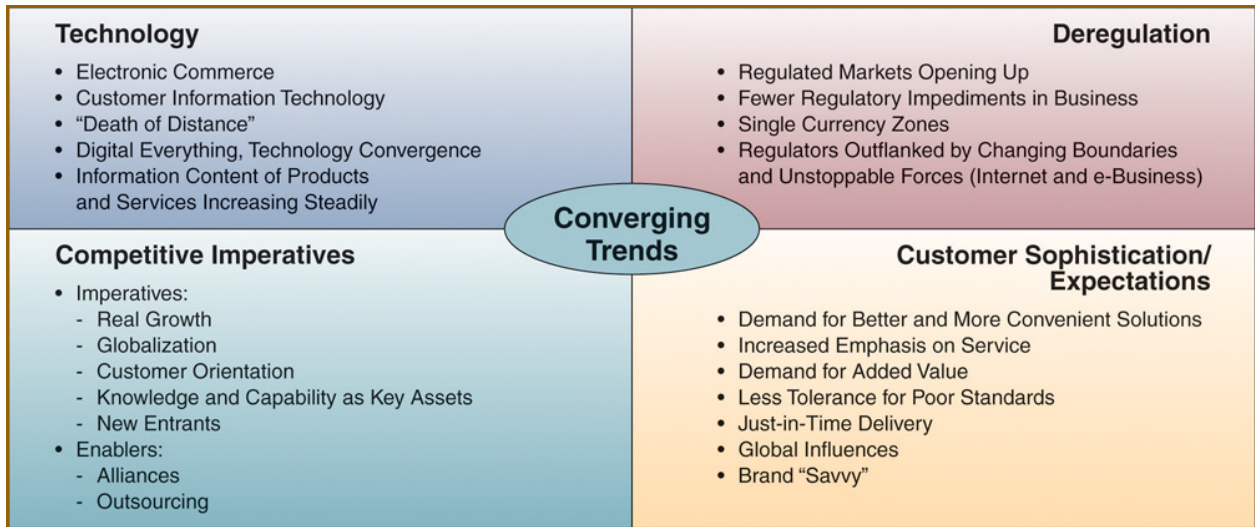 Technology
• Electronic Commerce
• Customer Information Technology
• “Death of Distance”
• Digital Everything, Technology Convergence
• Information Content of Products
and Services Increasing Steadily
Deregulation
• Regulated Markets Opening Up
• Fewer Regulatory Impediments in Business
• Single Currency Zones
• Regulators Outflanked by Changing Boundaries
and Unstoppable Forces (Internet and e-Business)
Converging
Trends
Competitive Imperatives
• Imperatives:
- Real Growth
- Globalization
- Customer Orientation
- Knowledge and Capability as Key Assets
- New Entrants
• Enablers:
- Alliances
- Outsourcing
Customer Sophistication/
Expectations
• Demand for Better and More Convenient Solutions
• Increased Emphasis on Service
• Demand for Added Value
• Less Tolerance for Poor Standards
• Just-in-Time Delivery
• Global Influences
• Brand “Savvy”